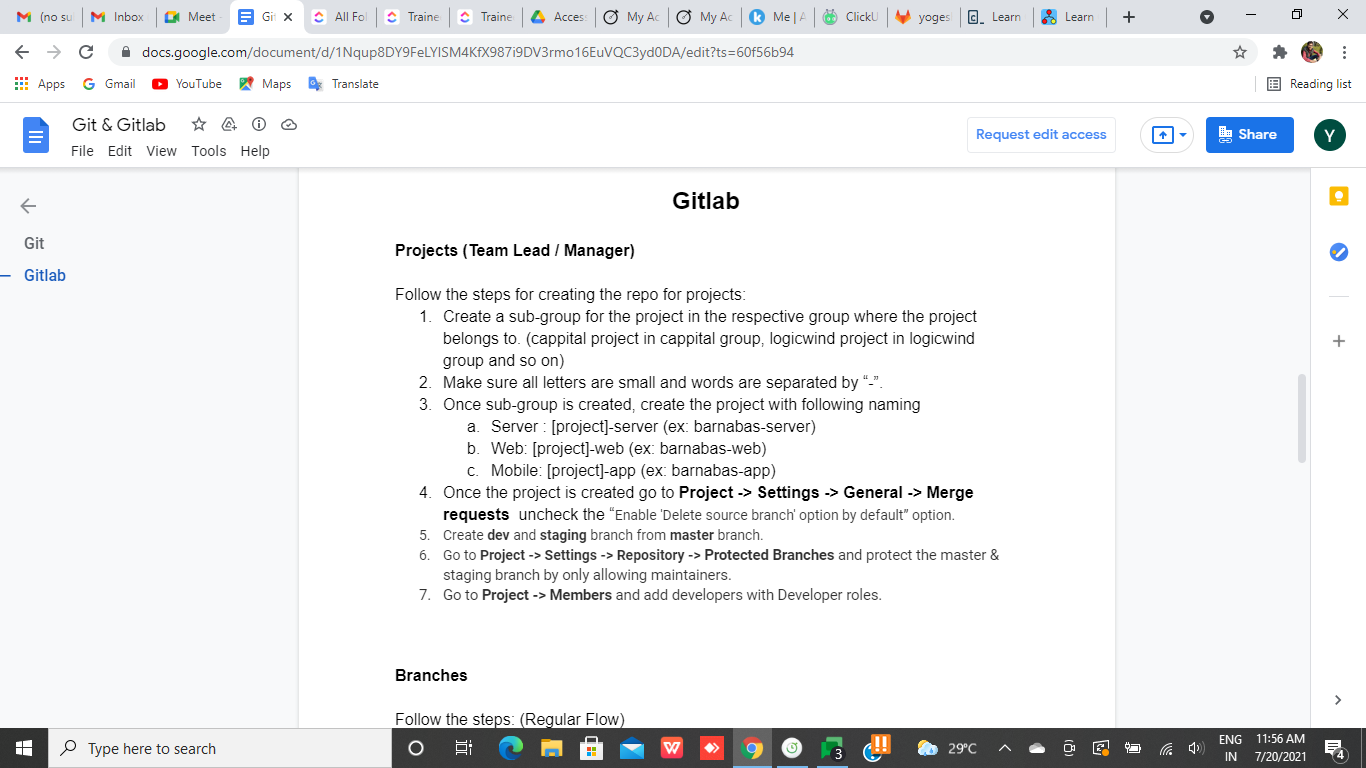 (no su
Inbox
Meet
Git
All Fol
Traine
Traine
Access
My Ac
My Ac
Me | A
ClickU
yoges
Learn
Learn
docs.google.com/document/d/1Nqup8DY9FeLYISM4KfX987i9DV3rmo16EuVQC3yd0DA/edit?ts=60f56b94
Apps Gmail YouTube Maps Translate Reading list
Git & Gitlab
File Edit View Tools Help
Request edit access
Share
Y
Git
Gitlab
Gitlab
Projects (Team Lead / Manager)
Follow the steps for creating the repo for projects:
1. Create a sub-group for the project in the respective group where the project
belongs to. (cappital project in cappital group, logicwind project in logicwind
group and so on)
2. Make sure all letters are small and words are separated by “-”.
3. Once sub-group is created, create the project with following naming
a. Server : [project]-server (ex: barnabas-server)
b. Web: [project]-web (ex: barnabas-web)
c. Mobile: [project]-app (ex: barnabas-app)
4. Once the project is created go to Project -> Settings -> General -> Merge
requests uncheck the “Enable 'Delete source branch' option by default” option.
5. Create dev and staging branch from master branch.
6. Go to Project -> Settings -> Repository -> Protected Branches and protect the master &
staging branch by only allowing maintainers.
7. Go to Project -> Members and add developers with Developer roles.
Branches
Follow the steps: (Regular Flow)
Type here to search
3
29°C
ENG
IN
11:56 AM
7/20/2021
4